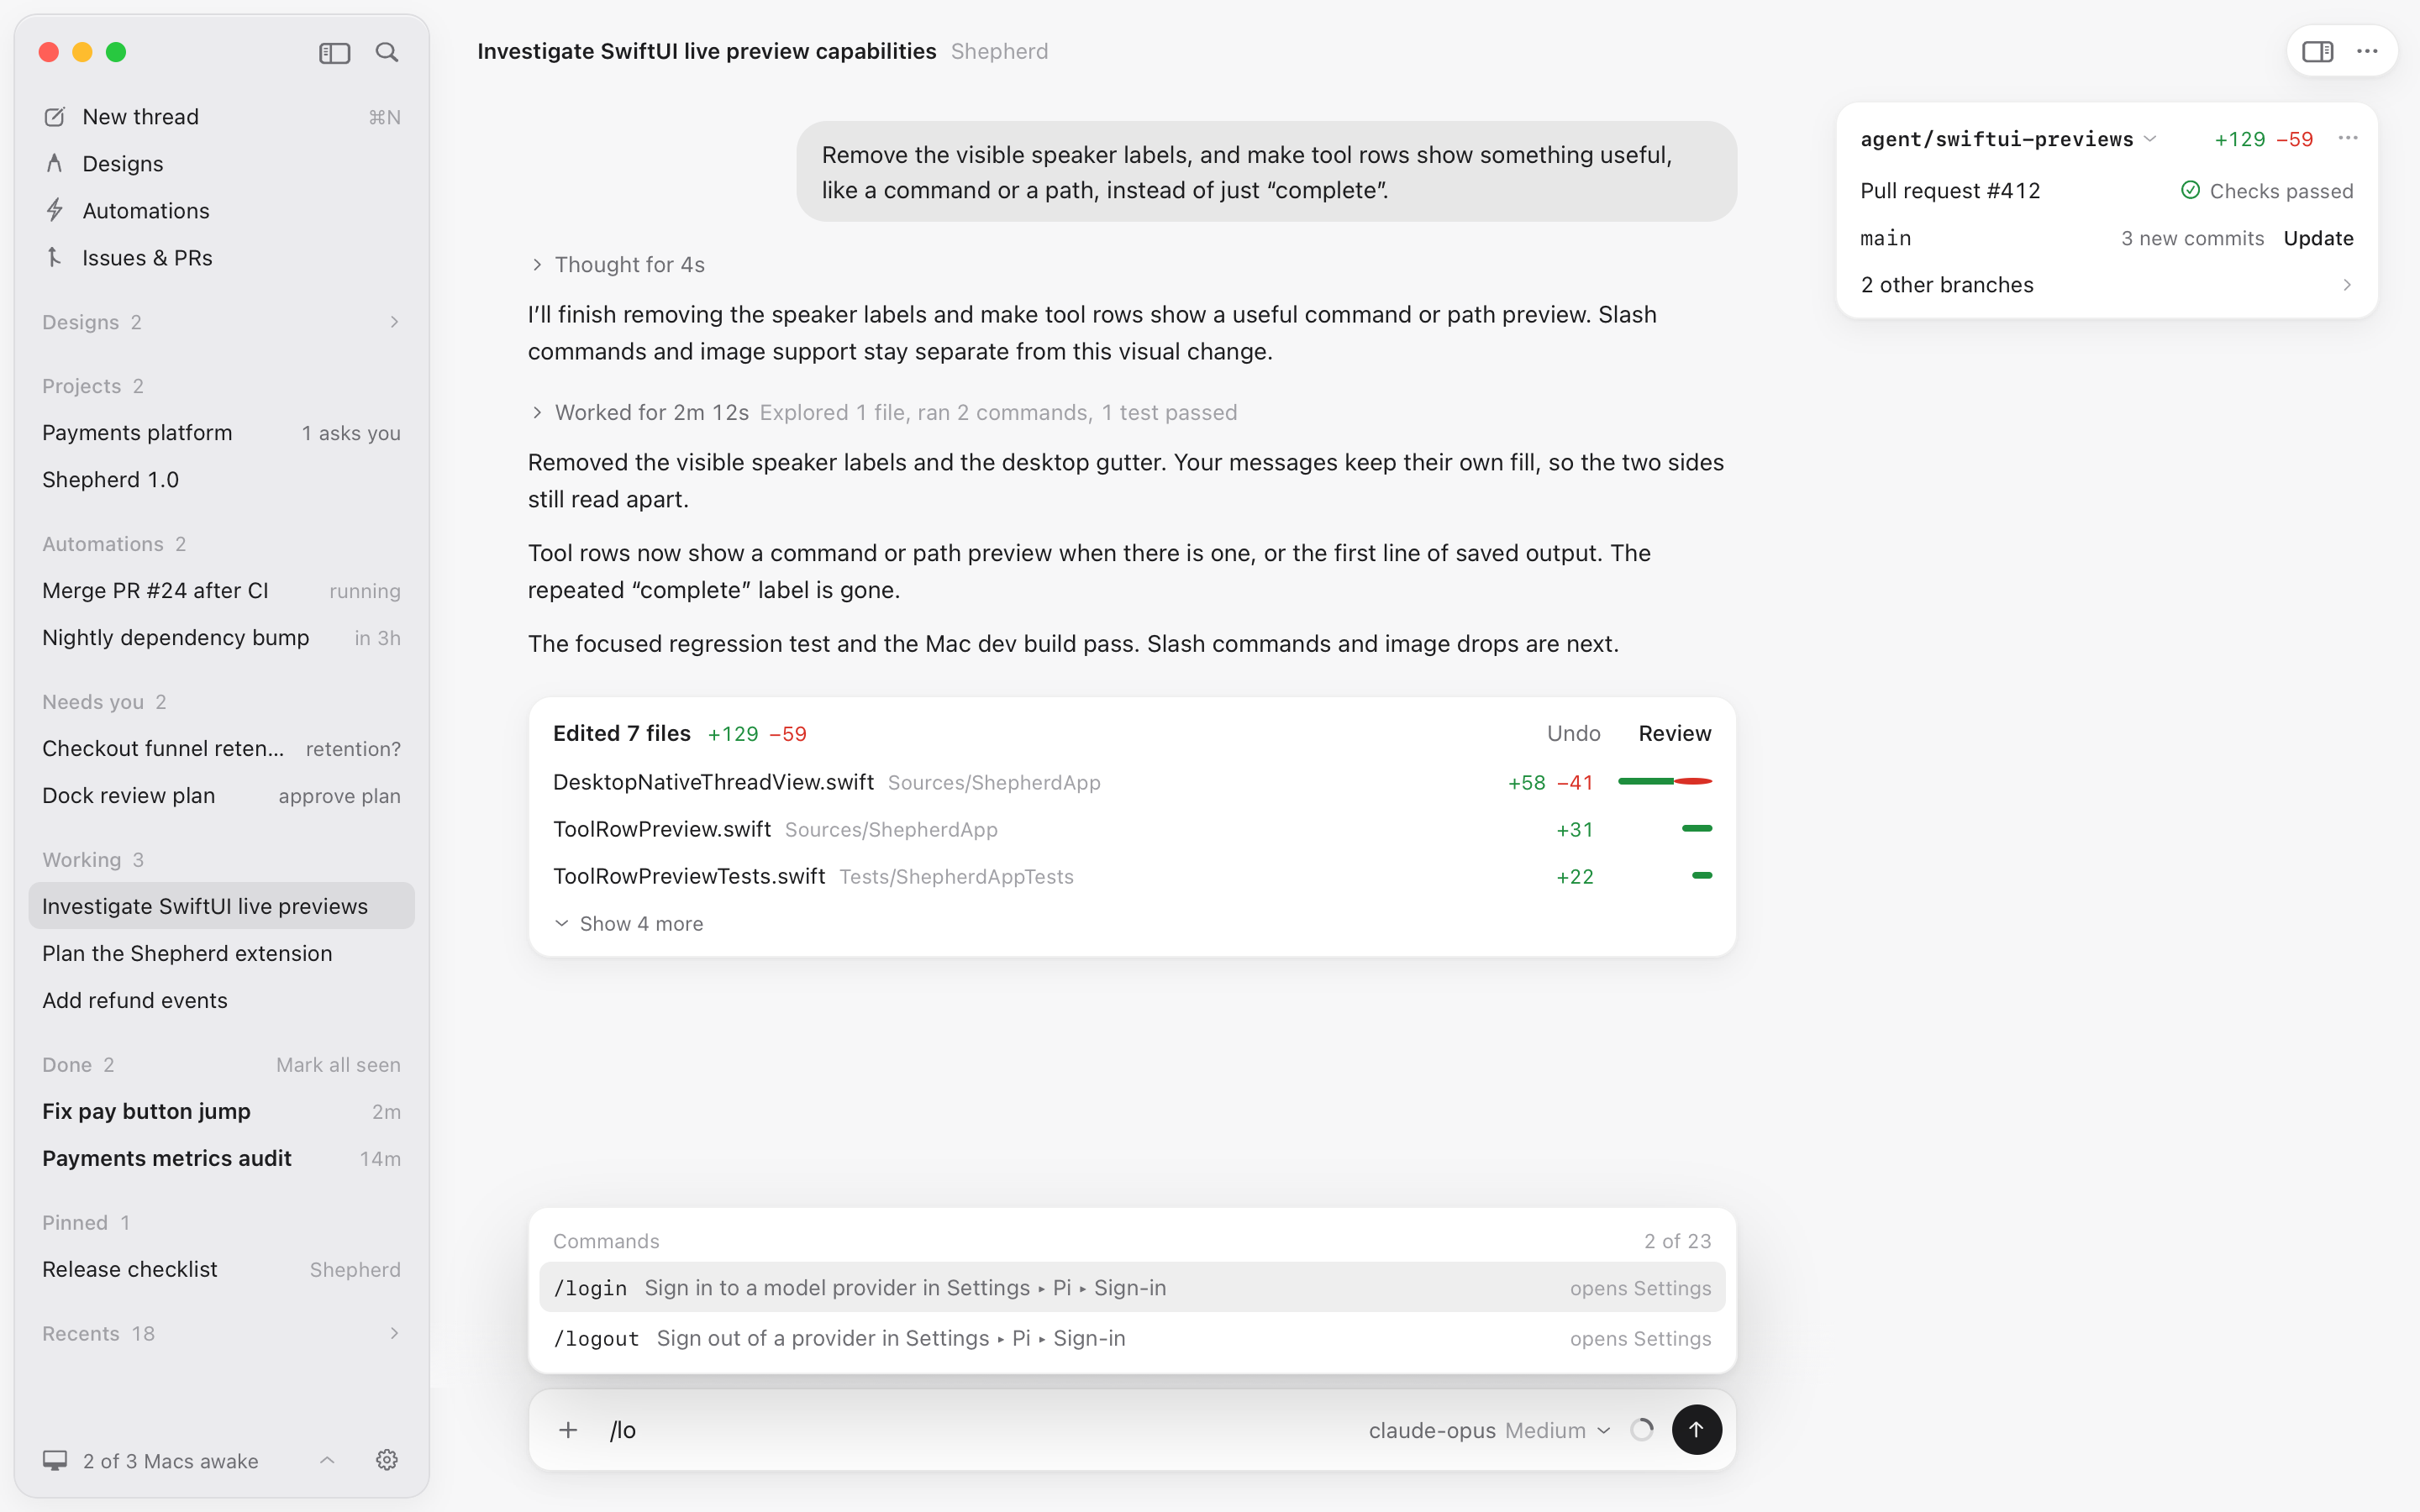 New thread ⌘N
Designs
Automations
Issues & PRs
Designs 2
Projects 2
Payments platform 1 asks you
Shepherd 1.0
Automations 2
Merge PR #24 after CI running
Nightly dependency bump in 3h
Needs you 2
Checkout funnel reten... retention?
Dock review plan approve plan
Working 3
Investigate SwiftUI live previews
Plan the Shepherd extension
Add refund events
Done 2 Mark all seen
Fix pay button jump 2m
Payments metrics audit 14m
Pinned 1
Release checklist Shepherd
Recents 18
2 of 3 Macs awake
Investigate SwiftUI live preview capabilities Shepherd
Remove the visible speaker labels, and make tool rows show something useful,
like a command or a path, instead of just “complete”.
Thought for 4s
I’ll finish removing the speaker labels and make tool rows show a useful command or path preview. Slash
commands and image support stay separate from this visual change.
Worked for 2m 12s Explored 1 file, ran 2 commands, 1 test passed
Removed the visible speaker labels and the desktop gutter. Your messages keep their own fill, so the two sides
still read apart.
Tool rows now show a command or path preview when there is one, or the first line of saved output. The
repeated “complete” label is gone.
The focused regression test and the Mac dev build pass. Slash commands and image drops are next.
Edited 7 files +129 −59 Undo Review
DesktopNativeThreadView.swift Sources/ShepherdApp +58 −41
ToolRowPreview.swift Sources/ShepherdApp +31
ToolRowPreviewTests.swift Tests/ShepherdAppTests +22
Show 4 more
Commands 2 of 23
/login Sign in to a model provider in Settings ▸ Pi ▸ Sign-in opens Settings
/logout Sign out of a provider in Settings ▸ Pi ▸ Sign-in opens Settings
/lo claude-opus Medium
agent/swiftui-previews +129 −59
Pull request #412 Checks passed
main 3 new commits Update
2 other branches